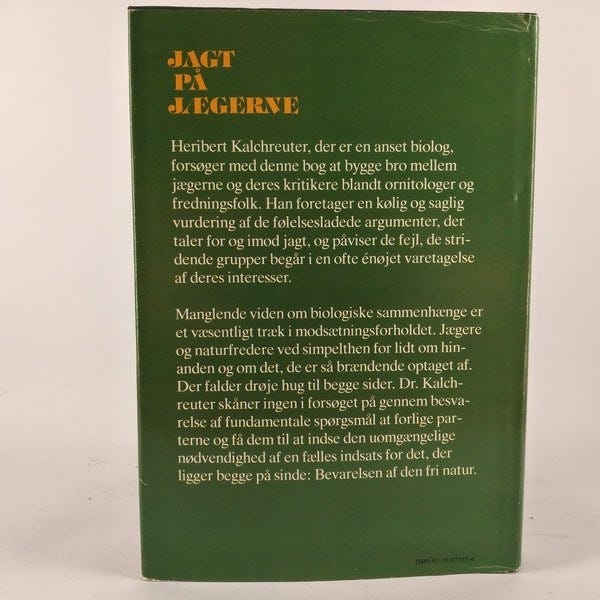 JAGT
PÅ
JÆGERNE
Heribert Kalchreuter, der er en anset biolog,
forsøger med denne bog at bygge bro mellem
jægerne og deres kritikere blandt ornitologer og
fredningsfolk. Han foretager en kølig og saglig
vurdering af de følelsesladede argumenter, der
taler for og imod jagt, og påviser de fejl, de stri-
dende grupper begår i en ofte énøjet varetagelse
af deres interesser.
Manglende viden om biologiske sammenhænge er
et væsentligt træk i modsætningsforholdet. Jægere
og naturfredere ved simpelthen for lidt om hin-
anden og om det, de er så brændende optaget af.
Der falder drøje hug til begge sider. Dr. Kalch-
reuter skåner ingen i forsøget på gennem besva-
relse af fundamentale spørgsmål at forlige par-
terne og få dem til at indse den uomgængelige
nødvendighed af en fælles indsats for det, der
ligger begge på sinde: Bevarelsen af den fri natur.
ISBN